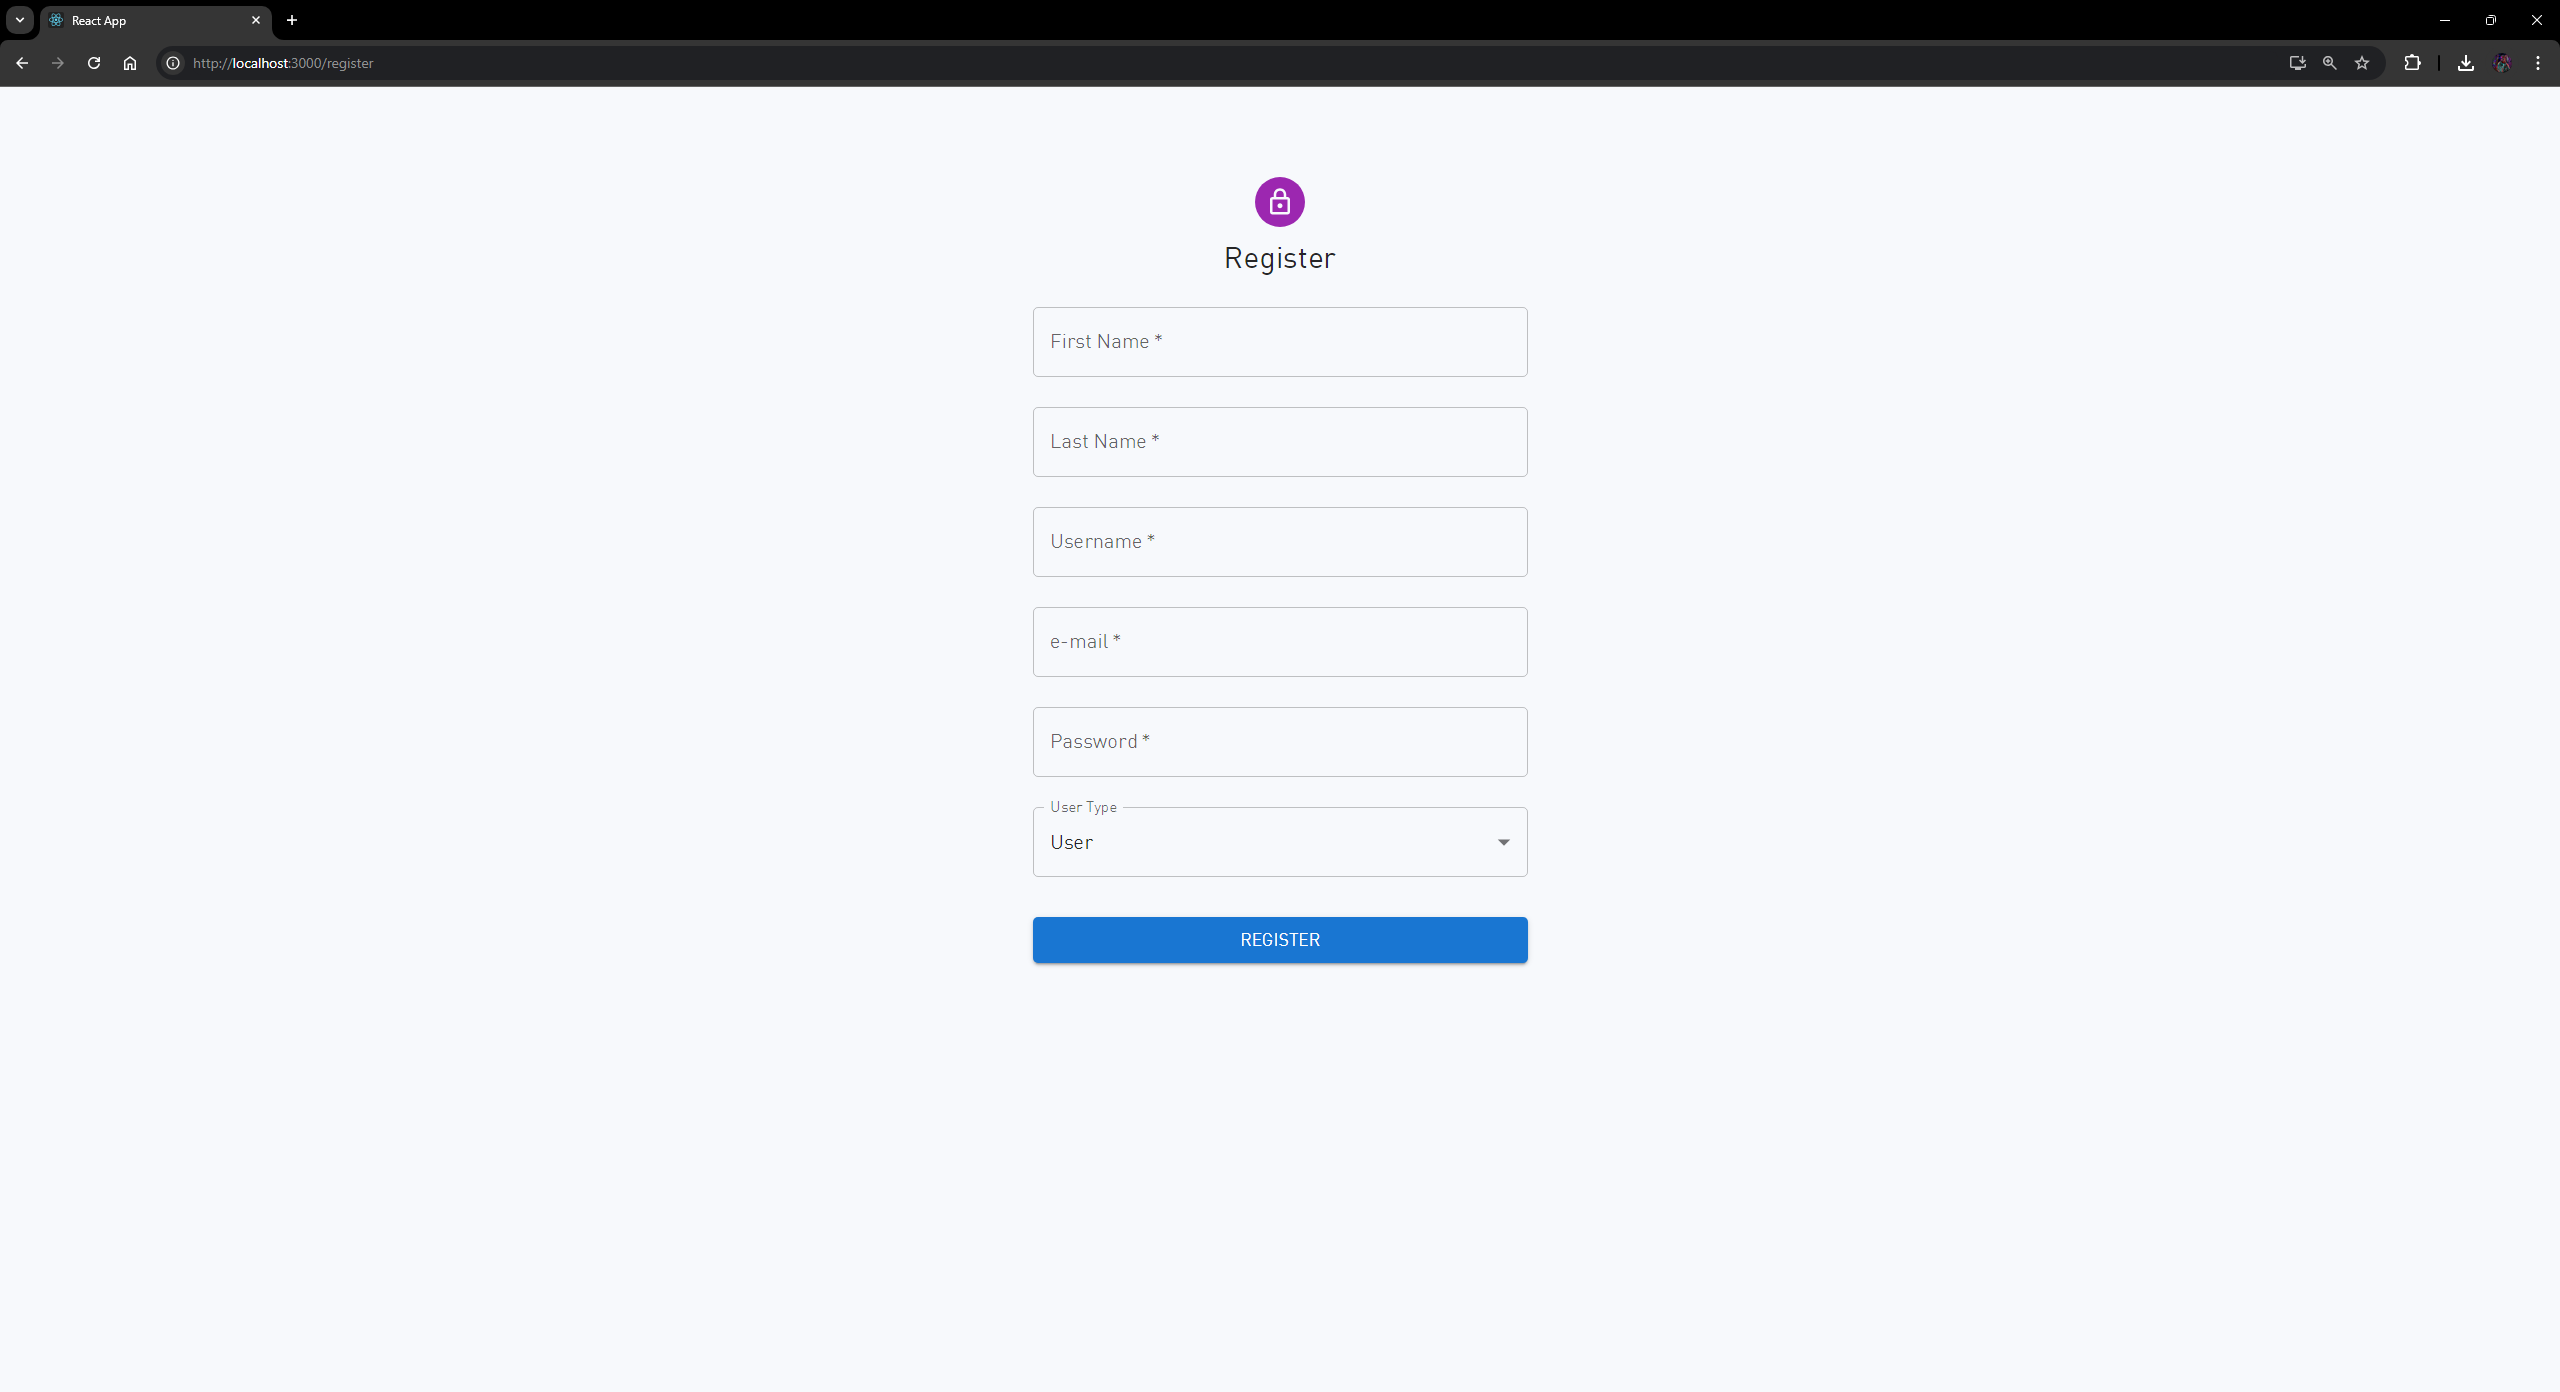 React App
http://localhost:3000/register
Register
First Name *
Last Name *
Username *
e-mail *
Password *
User Type
User
REGISTER